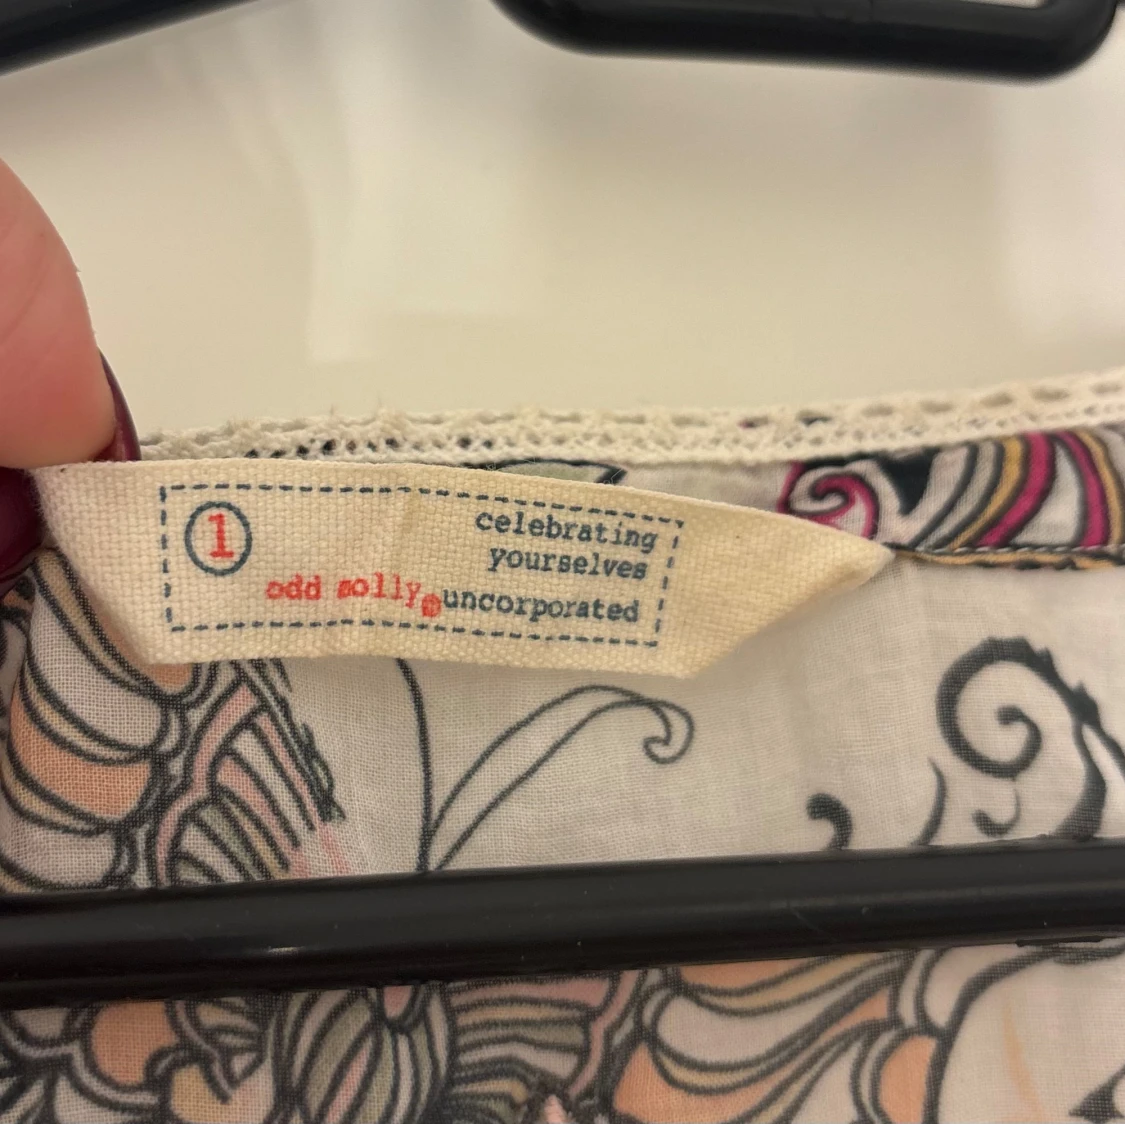 1
celebrating
yourselves
odd molly® uncorporated